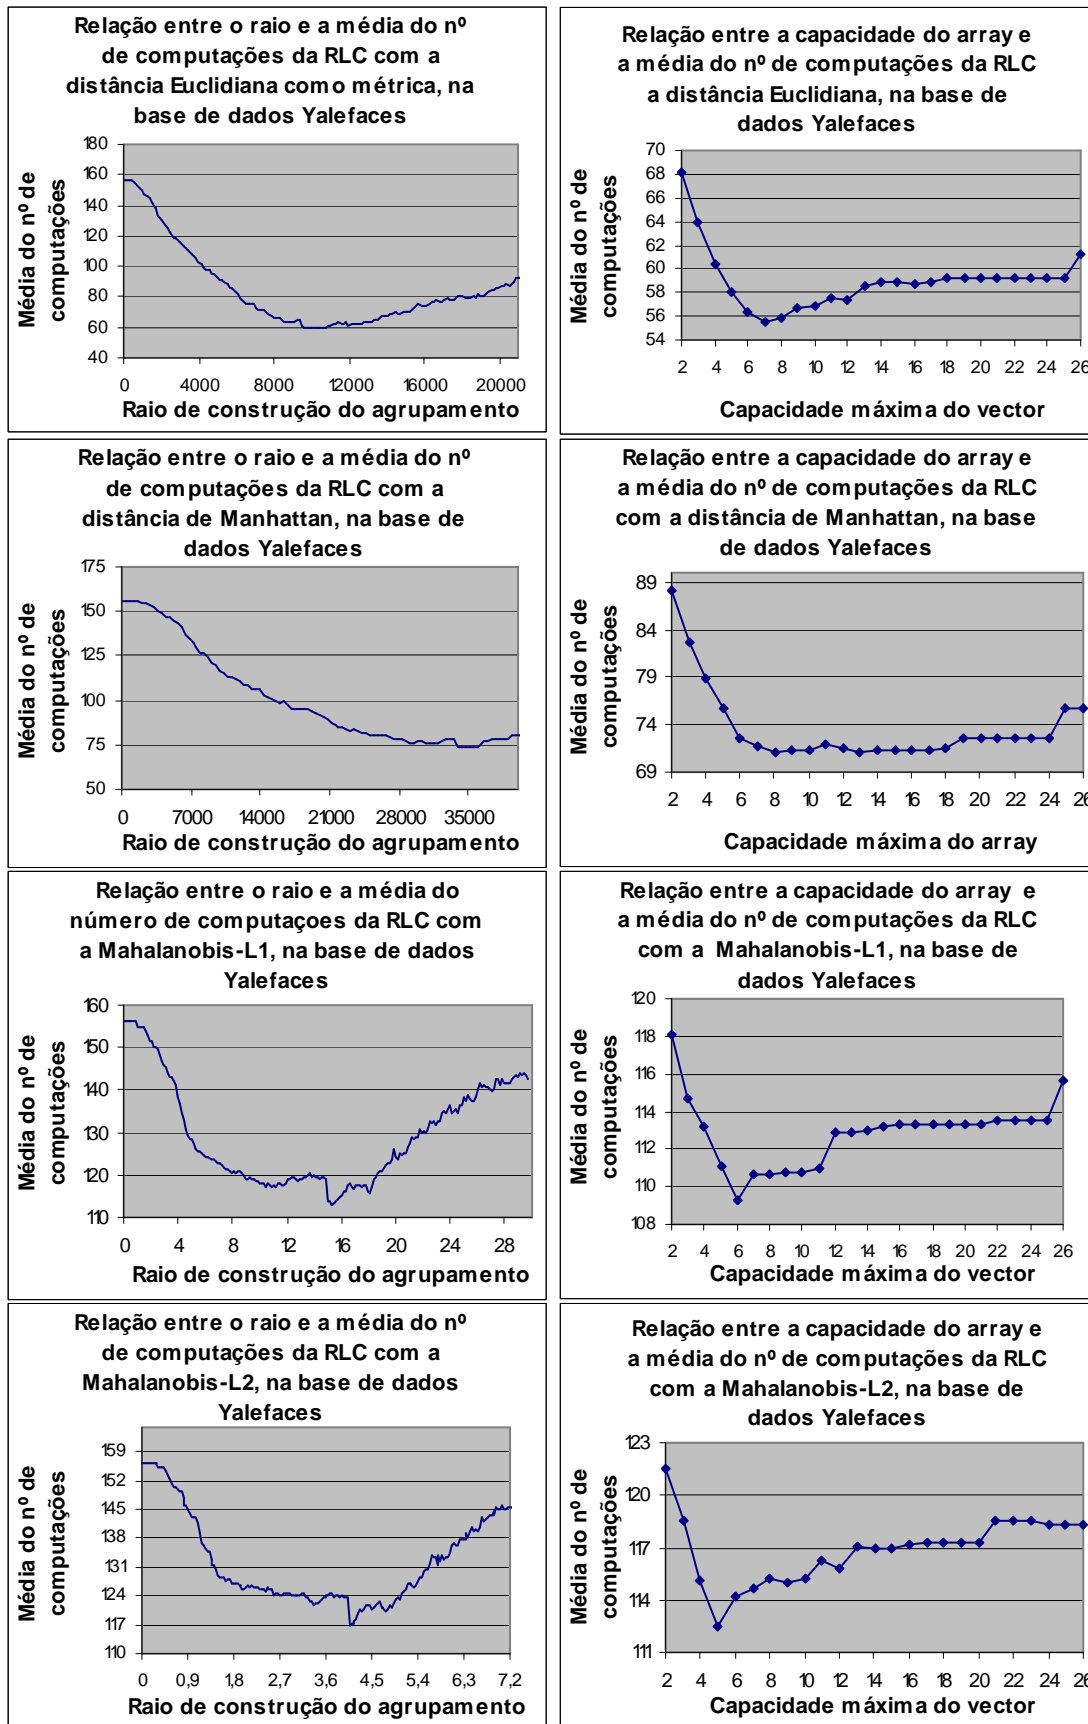 Relação entre o raio e a média do nº
de computações da RLC com a
distância Euclidiana como métrica, na
base de dados Yalefaces
180
160
140
120
100
80
60
40
Média do nº de
computações
0 4000 8000 12000 16000 20000
Raio de construção do agrupamento
Relação entre a capacidade do array e
a média do nº de computações da RLC
a distância Euclidiana, na base de
dados Yalefaces
70
68
66
64
62
60
58
56
54
Média do nº de
computações
2 4 6 8 10 12 14 16 18 20 22 24 26
Capacidade máxima do vector
Relação entre o raio e a média do nº
de computações da RLC com a
distância de Manhattan, na base de
dados Yalefaces
175
150
125
100
75
50
Média do nº de
computações
0 7000 14000 21000 28000 35000
Raio de construção do agrupamento
Relação entre a capacidade do array e
a média do nº de computações da RLC
com a distância de Manhattan, na base
de dados Yalefaces
89
84
79
74
69
Média do nº de
computações
2 4 6 8 10 12 14 16 18 20 22 24 26
Capacidade máxima do array
Relação entre o raio e a média do
número de computaçoes da RLC com
a Mahalanobis-L1, na base de dados
Yalefaces
160
150
140
130
120
110
Média do nº de
computações
0 4 8 12 16 20 24 28
Raio de construção do agrupamento
Relação entre a capacidade do array e
a média do nº de computações da RLC
com a Mahalanobis-L1, na base de
dados Yalefaces
120
118
116
114
112
110
108
Média do nº de
computações
2 4 6 8 10 12 14 16 18 20 22 24 26
Capacidade máxima do vector
Relação entre o raio e a média do nº
de computações da RLC com a
Mahalanobis-L2, na base de dados
Yalefaces
159
152
145
138
131
124
117
110
Média do nº de
computações
0 0,9 1,8 2,7 3,6 4,5 5,4 6,3 7,2
Raio de construção do agrupamento
Relação entre a capacidade do array e
a média do nº de computações da RLC
com a Mahalanobis-L2, na base de
dados Yalefaces
123
120
117
114
111
Média do nº de
computações
2 4 6 8 10 12 14 16 18 20 22 24 26
Capacidade máxima do vector